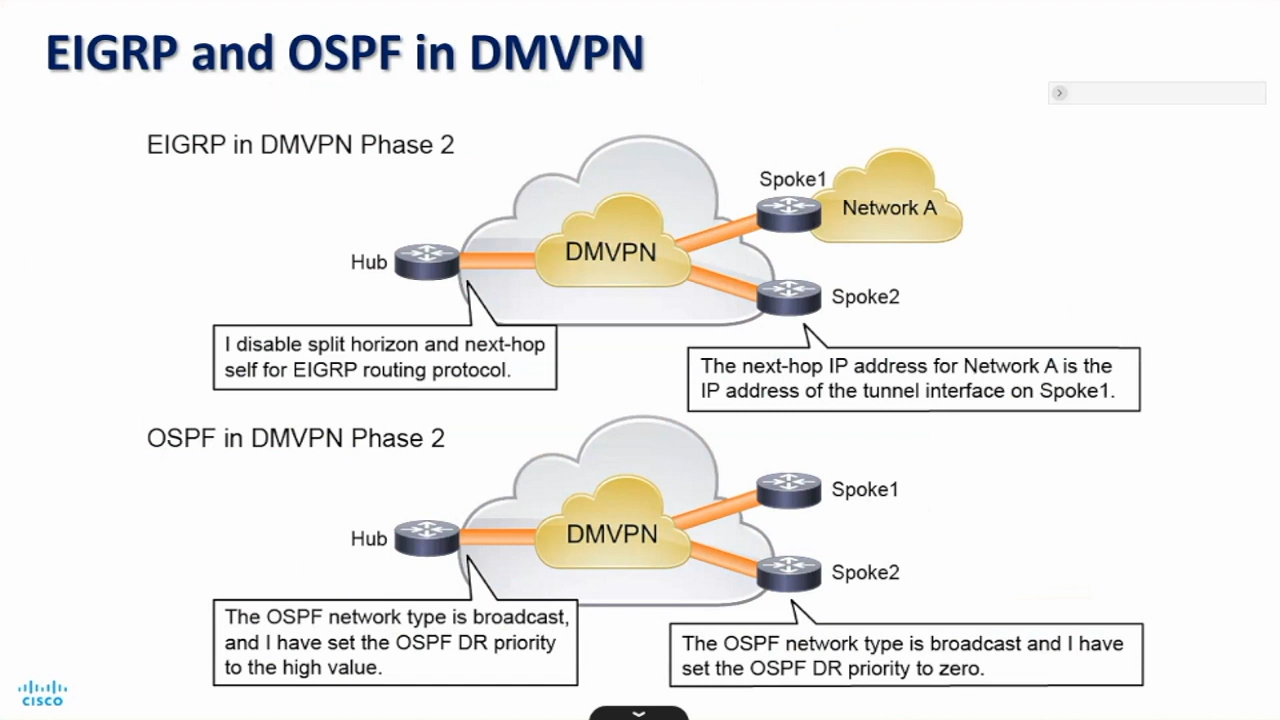 EIGRP and OSPF in DMVPN
EIGRP in DMVPN Phase 2
Spoke1
Network A
DMVPN
Hub
Spoke2
I disable split horizon and next-hop
self for EIGRP routing protocol.
The next-hop IP address for Network A is the
IP address of the tunnel interface on Spoke1.
OSPF in DMVPN Phase 2
Spoke1
DMVPN
Hub
Spoke2
The OSPF network type is broadcast,
and I have set the OSPF DR priority
to the high value.
The OSPF network type is broadcast and I have
set the OSPF DR priority to zero.
CISCO